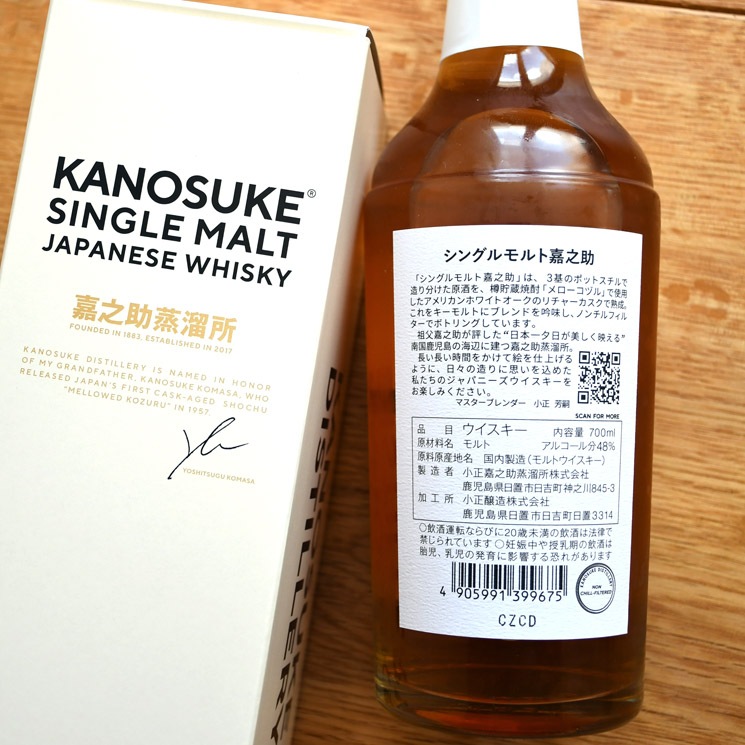 KANOSUKE®
SINGLE MALT
JAPANESE WHISKY
嘉之助蒸溜所
FOUNDED IN 1883. ESTABLISHED IN 2017
KANOSUKE DISTILLERY IS NAMED IN HONOR
OF MY GRANDFATHER, KANOSUKE KOMASA, WHO
RELEASED JAPAN'S FIRST CASK-AGED SHOCHU
"MELLOWED KOZURU" IN 1957.
YOSHITSUGU KOMASA
DISTILLERY
シングルモルト嘉之助
「シングルモルト嘉之助」は、3基のポットスチルで
造り分けた原酒を、樽貯蔵焼酎「メローコヅル」で使用
したアメリカンホワイトオークのリチャーカスクで熟成。
これをキーモルトにブレンドを吟味し、ノンチルフィル
ターでボトリングしています。
祖父嘉之助が評した"日本一夕日が美しく映える"
南国鹿児島の海辺に建つ嘉之助蒸溜所。
長い長い時間をかけて絵を仕上げる
ように、日々の造りに思いを込めた
私たちのジャパニーズウイスキーを
お楽しみください。
マスターブレンダー 小正 芳嗣
SCAN FOR MORE
品目 ウイスキー 内容量 700ml
原材料名 モルト アルコール分48%
原料原産地名 国内製造(モルトウイスキー)
製造者 小正嘉之助蒸溜所株式会社
鹿児島県日置市日吉町神之川845-3
加工所 小正醸造株式会社
鹿児島県日置市日吉町日置3314
○飲酒運転ならびに20歳未満の飲酒は法律で
禁じられています ○妊娠中や授乳期の飲酒は
胎児、乳児の発育に影響する恐れがあります
4 905991 399675
KANOSUKE DISTILLERY
NON
CHILL-FILTERED
CZCD